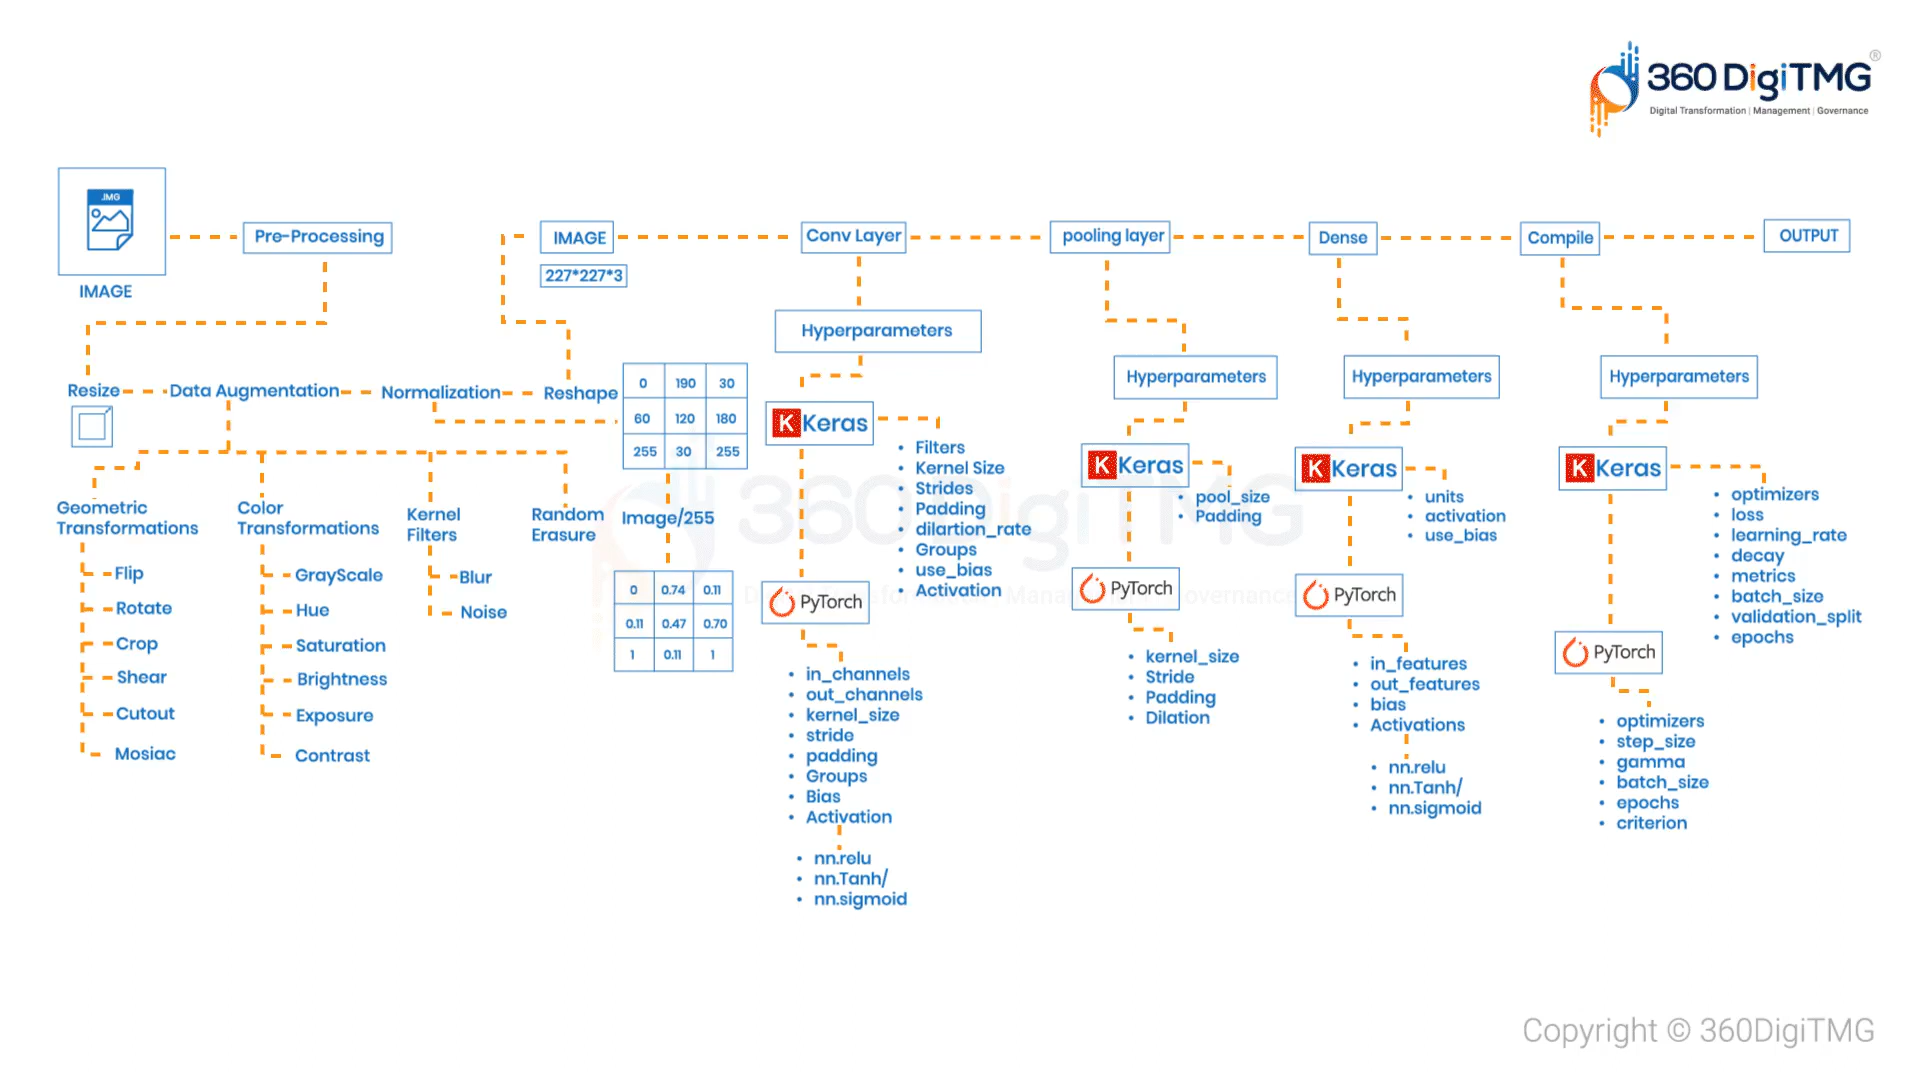 360DigiTMG®
Digital Transformation | Management | Governance
.IMG
IMAGE
Pre-Processing
IMAGE
227*227*3
Conv Layer
pooling layer
Dense
Compile
OUTPUT
Resize
Data Augmentation
Normalization
Reshape
Geometric
Transformations
Flip
Rotate
Crop
Shear
Cutout
Mosiac
Color
Transformations
GrayScale
Hue
Saturation
Brightness
Exposure
Contrast
Kernel
Filters
Blur
Noise
Random
Erasure
0 190 30
60 120 180
255 30 255
Image/255
0 0.74 0.11
0.11 0.47 0.70
1 0.11 1
Hyperparameters
K Keras
• Filters
• Kernel Size
• Strides
• Padding
• dilartion_rate
• Groups
• use_bias
• Activation
PyTorch
• in_channels
• out_channels
• kernel_size
• stride
• padding
• Groups
• Bias
• Activation
• nn.relu
• nn.Tanh/
• nn.sigmoid
Hyperparameters
K Keras
• pool_size
• Padding
PyTorch
• kernel_size
• Stride
• Padding
• Dilation
Hyperparameters
K Keras
• units
• activation
• use_bias
PyTorch
• in_features
• out_features
• bias
• Activations
• nn.relu
• nn.Tanh/
• nn.sigmoid
Hyperparameters
K Keras
• optimizers
• loss
• learning_rate
• decay
• metrics
• batch_size
• validation_split
• epochs
PyTorch
• optimizers
• step_size
• gamma
• batch_size
• epochs
• criterion
360DigiTMG
Copyright © 360DigiTMG